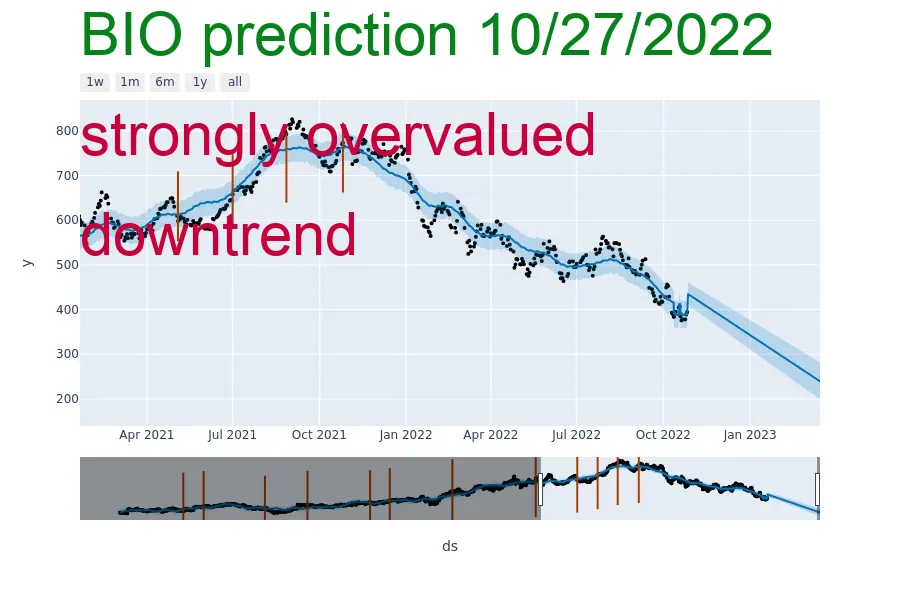 BIO prediction 10/27/2022
1w 1m 6m 1y all
strongly overvalued
downtrend
800
700
600
500
400
300
200
y
Apr 2021 Jul 2021 Oct 2021 Jan 2022 Apr 2022 Jul 2022 Oct 2022 Jan 2023
ds